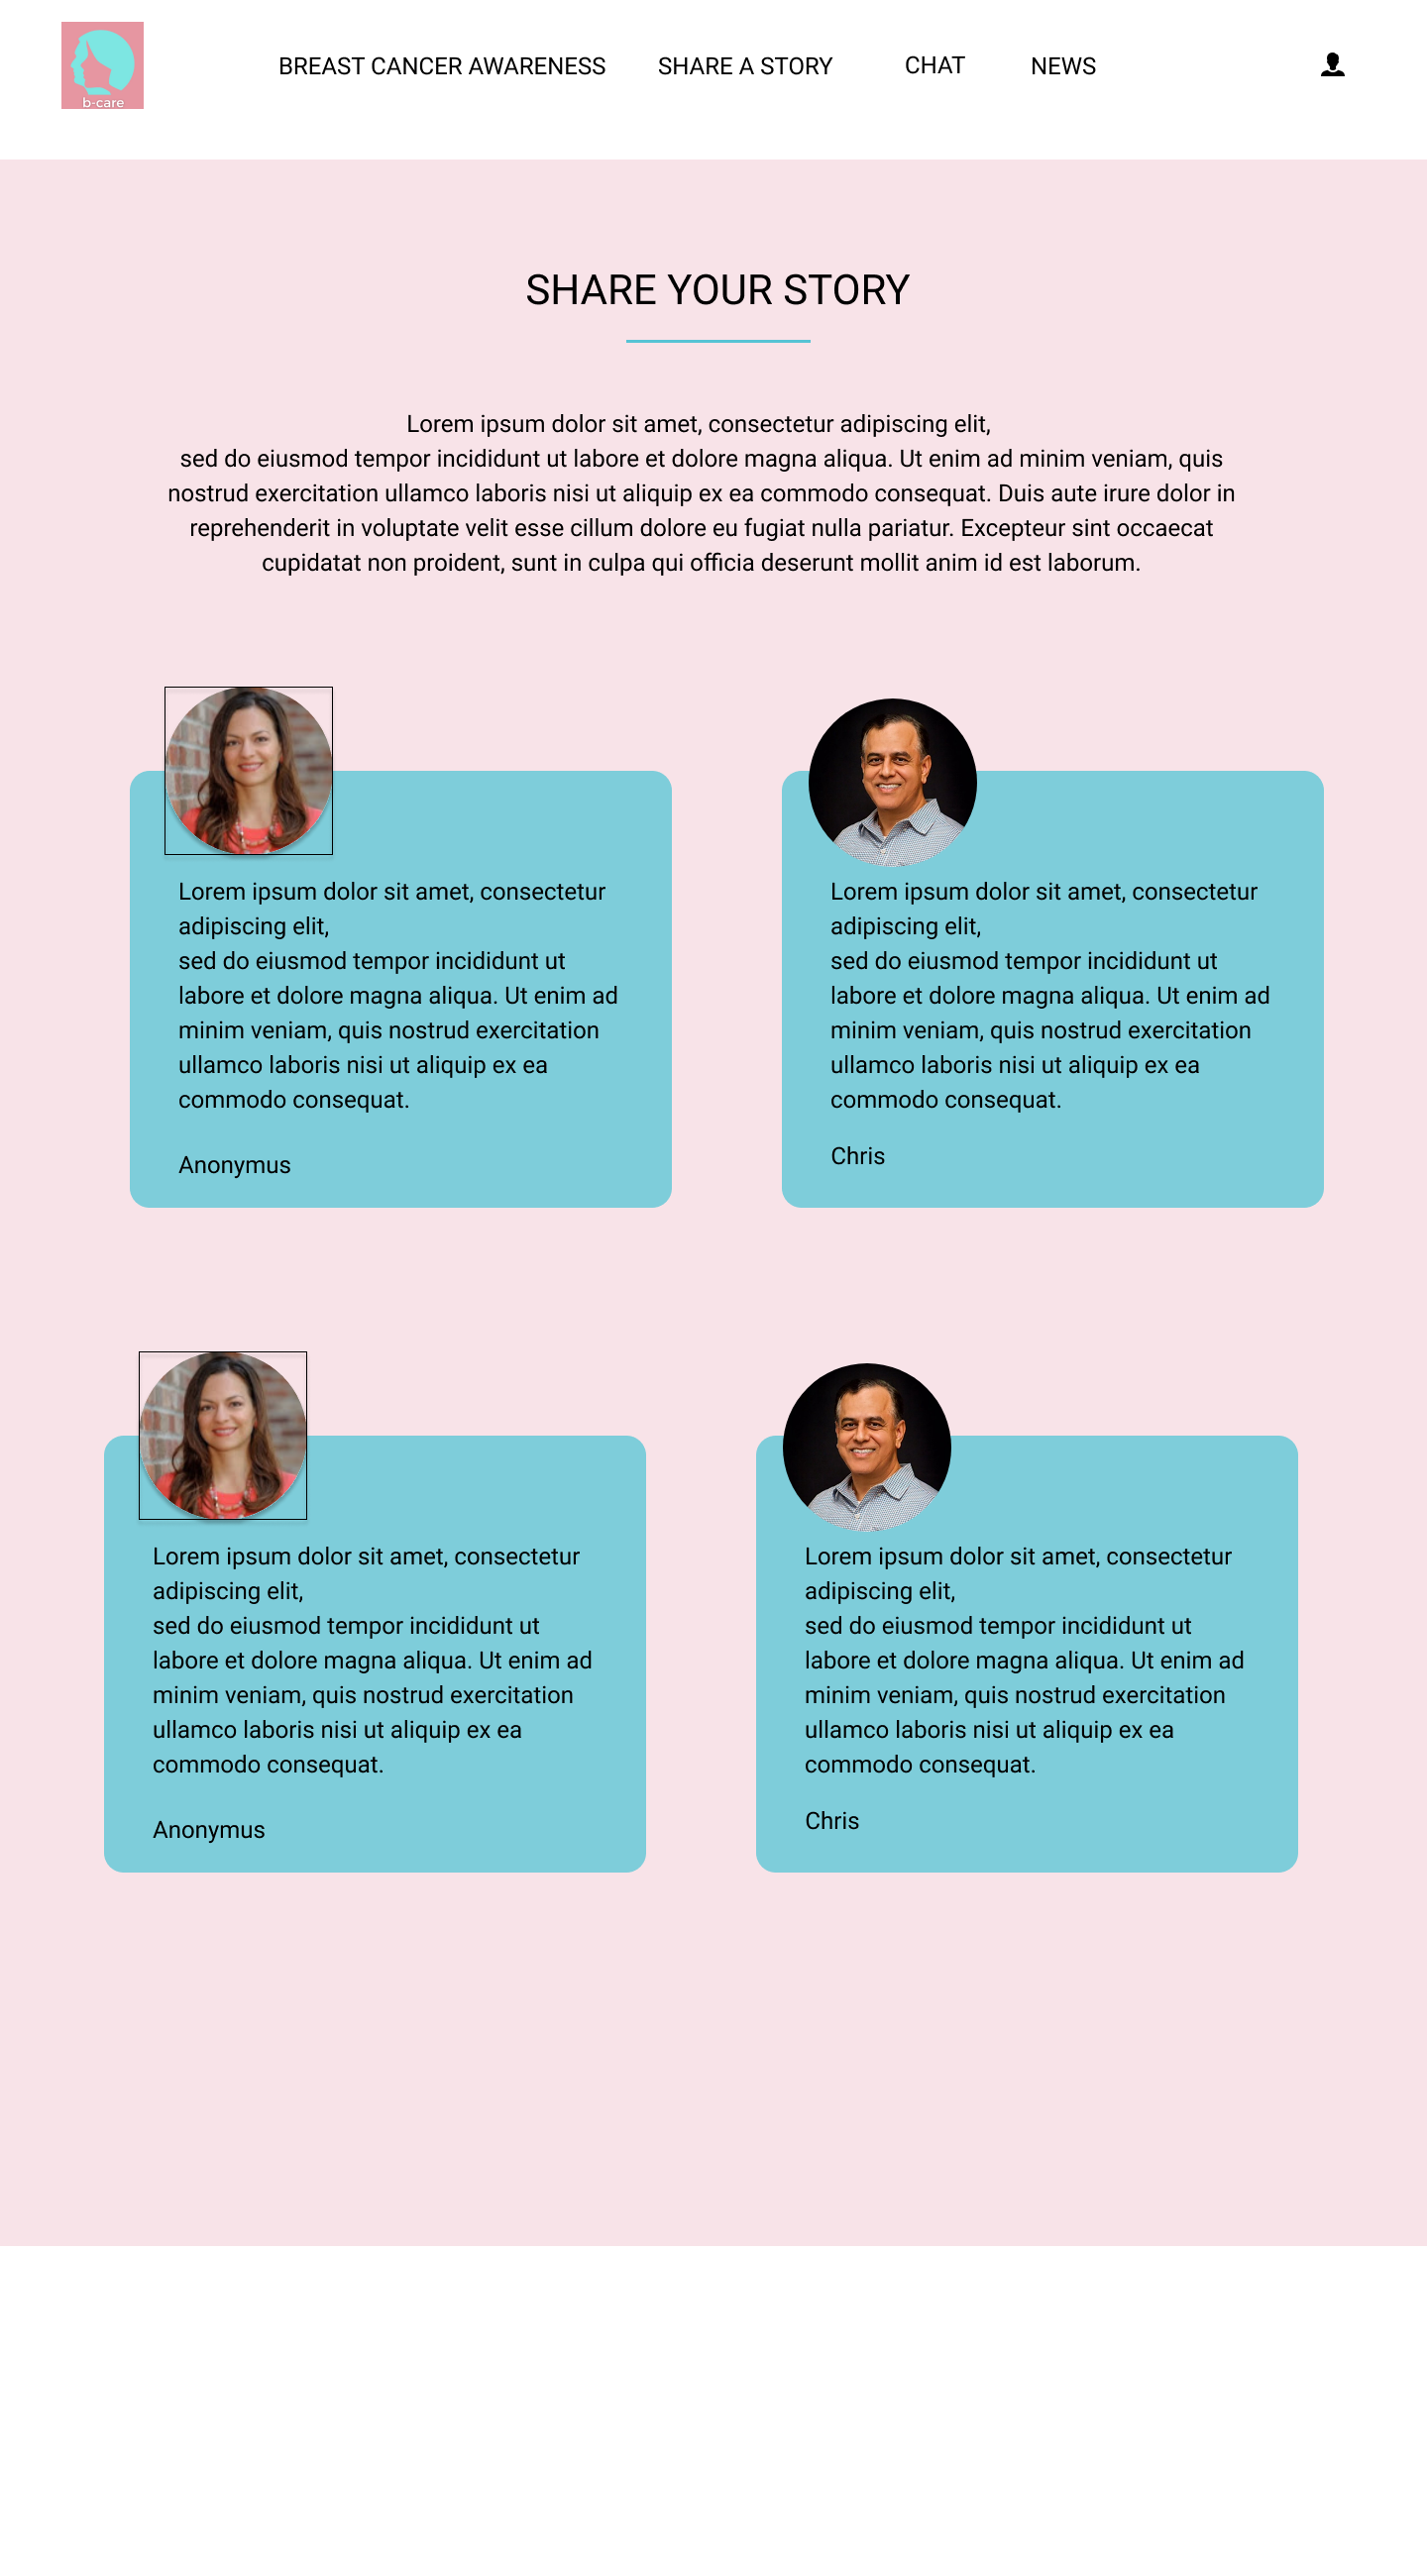 b-care
BREAST CANCER AWARENESS
SHARE A STORY
CHAT
NEWS
SHARE YOUR STORY
Lorem ipsum dolor sit amet, consectetur adipiscing elit,
sed do eiusmod tempor incididunt ut labore et dolore magna aliqua. Ut enim ad minim veniam, quis
nostrud exercitation ullamco laboris nisi ut aliquip ex ea commodo consequat. Duis aute irure dolor in
reprehenderit in voluptate velit esse cillum dolore eu fugiat nulla pariatur. Excepteur sint occaecat
cupidatat non proident, sunt in culpa qui officia deserunt mollit anim id est laborum.
Lorem ipsum dolor sit amet, consectetur
adipiscing elit,
sed do eiusmod tempor incididunt ut
labore et dolore magna aliqua. Ut enim ad
minim veniam, quis nostrud exercitation
ullamco laboris nisi ut aliquip ex ea
commodo consequat.
Anonymus
Lorem ipsum dolor sit amet, consectetur
adipiscing elit,
sed do eiusmod tempor incididunt ut
labore et dolore magna aliqua. Ut enim ad
minim veniam, quis nostrud exercitation
ullamco laboris nisi ut aliquip ex ea
commodo consequat.
Chris
Lorem ipsum dolor sit amet, consectetur
adipiscing elit,
sed do eiusmod tempor incididunt ut
labore et dolore magna aliqua. Ut enim ad
minim veniam, quis nostrud exercitation
ullamco laboris nisi ut aliquip ex ea
commodo consequat.
Anonymus
Lorem ipsum dolor sit amet, consectetur
adipiscing elit,
sed do eiusmod tempor incididunt ut
labore et dolore magna aliqua. Ut enim ad
minim veniam, quis nostrud exercitation
ullamco laboris nisi ut aliquip ex ea
commodo consequat.
Chris